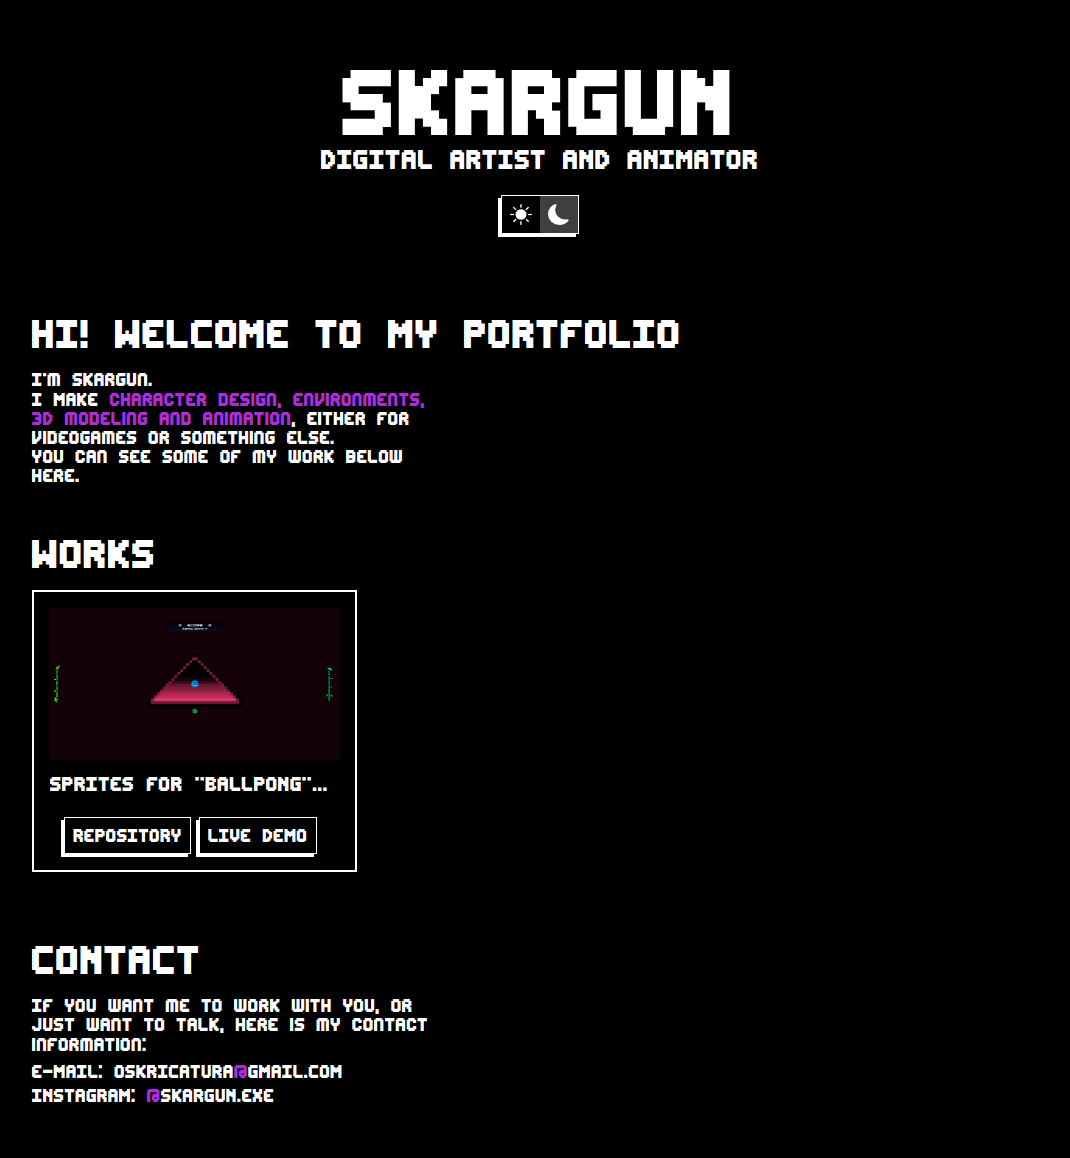 SKARGUN
DIGITAL ARTIST AND ANIMATOR
HI! WELCOME TO MY PORTFOLIO
I'M SKARGUN.
I MAKE CHARACTER DESIGN, ENVIRONMENTS,
3D MODELING AND ANIMATION, EITHER FOR
VIDEOGAMES OR SOMETHING ELSE.
YOU CAN SEE SOME OF MY WORK BELOW
HERE.
WORKS
SCORE
SPRITES FOR "BALLPONG"...
REPOSITORY LIVE DEMO
CONTACT
IF YOU WANT ME TO WORK WITH YOU, OR
JUST WANT TO TALK, HERE IS MY CONTACT
INFORMATION:
E-MAIL: OSKRICATURA@GMAIL.COM
INSTAGRAM: @SKARGUN.EXE